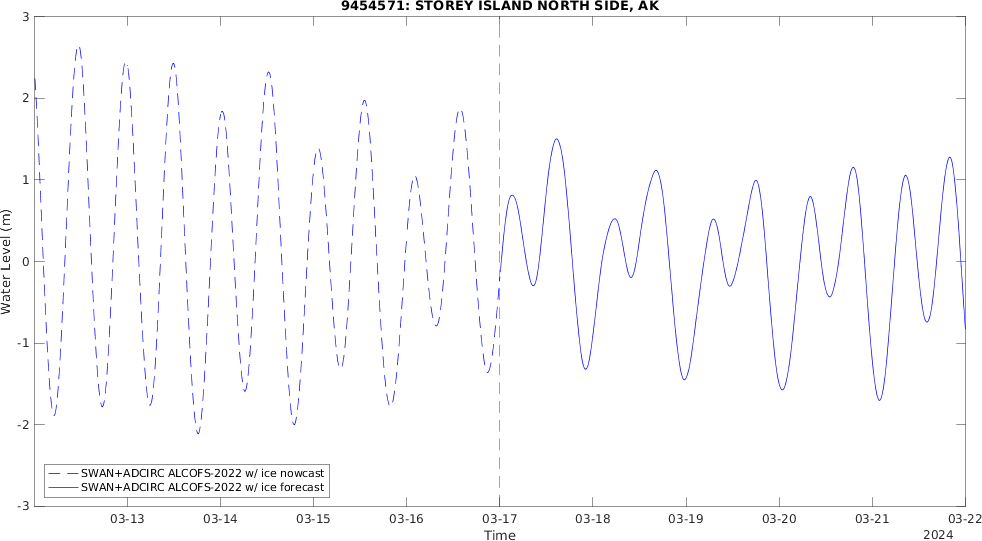 9454571: STOREY ISLAND NORTH SIDE, AK
Water Level (m)
3
2
1
0
-1
-2
-3
SWAN+ADCIRC ALCOFS-2022 w/ ice nowcast
SWAN+ADCIRC ALCOFS-2022 w/ ice forecast
03-13 03-14 03-15 03-16 03-17 03-18 03-19 03-20 03-21 03-22
Time
2024